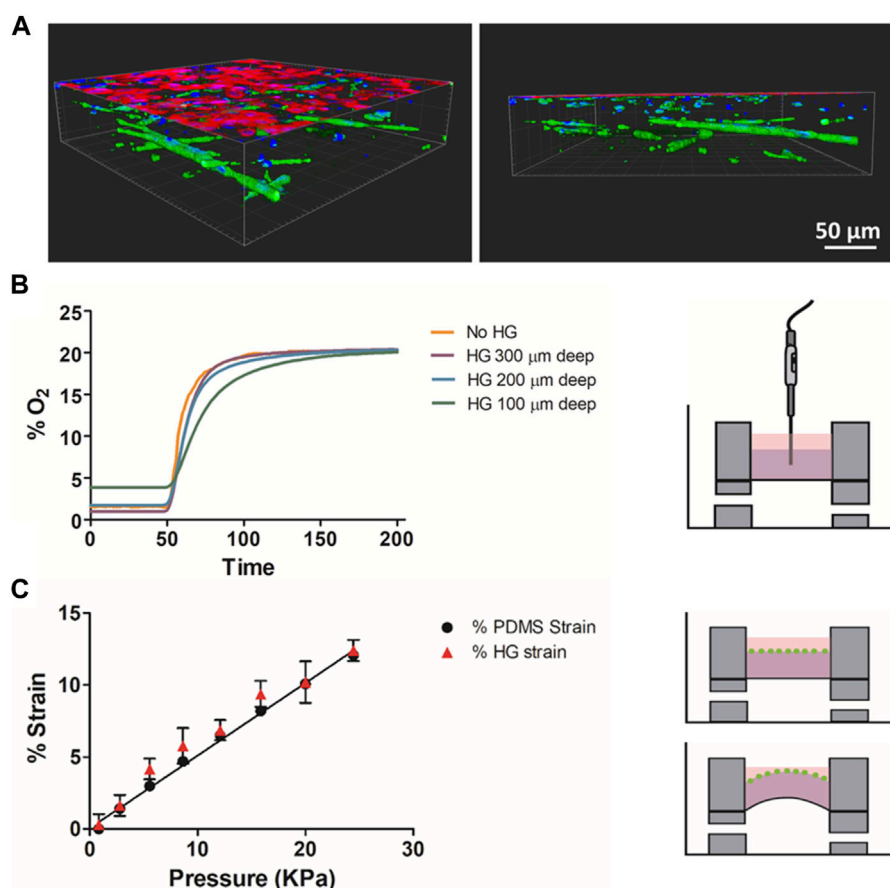 A
50 µm
B
25
20
15
10
5
0
% O2
0 50 100 150 200
Time
No HG
HG 300 µm deep
HG 200 µm deep
HG 100 µm deep
C
15
10
5
0
% Strain
0 10 20 30
Pressure (KPa)
% PDMS Strain
% HG strain